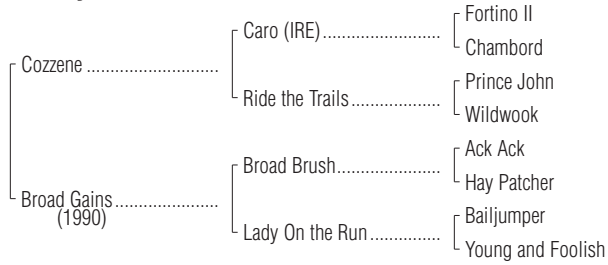 Fortino II
Caro (IRE)
Chambord
Cozzene
Prince John
Ride the Trails
Wildwook
Ack Ack
Broad Brush
Hay Patcher
Broad Gains
(1990)
Bailjumper
Lady On the Run
Young and Foolish